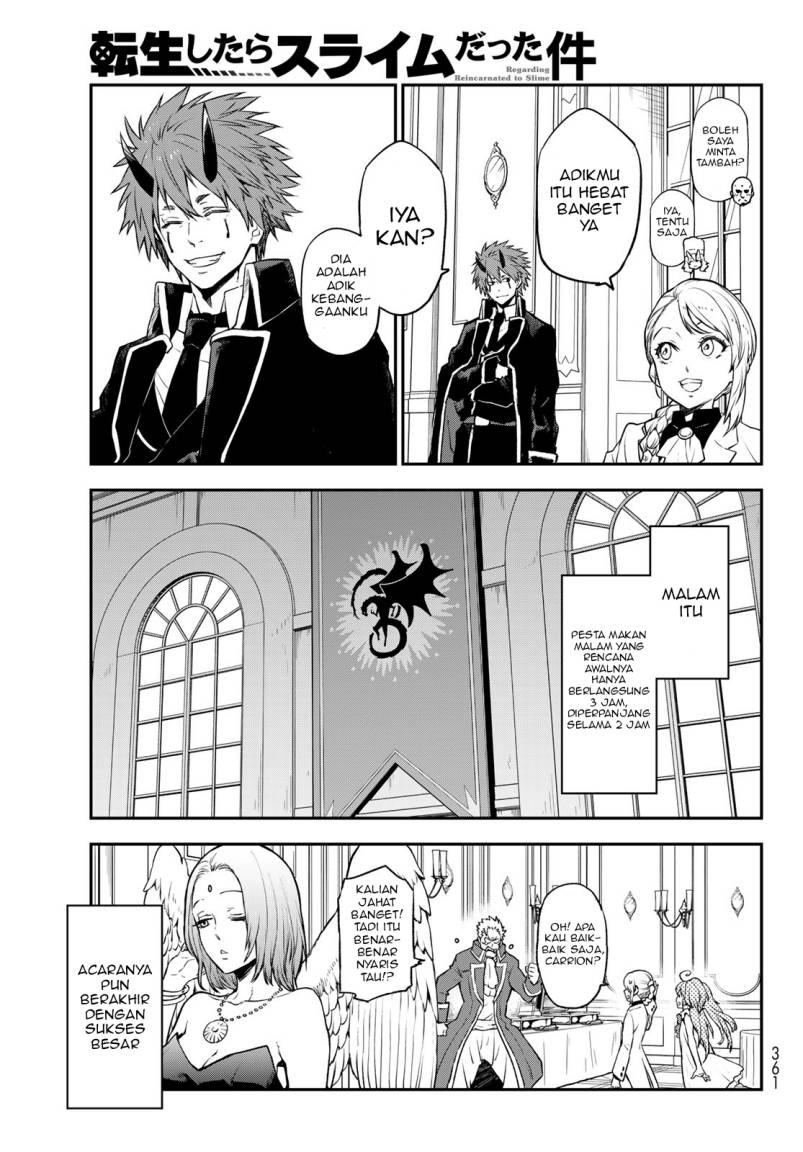 転生したらスライムだった件
Regarding
Reincarnated to Slime
BOLEH
SAYA
MINTA
TAMBAH?
IYA,
TENTU
SAJA
ADIKMU
ITU HEBAT
BANGET
YA
IYA
KAN?
DIA
ADALAH
ADIK
KEBANG-
GAANKU
MALAM
ITU
PESTA MAKAN
MALAM YANG
RENCANA
AWALNYA
HANYA
BERLANGSUNG
3 JAM,
DIPERPANJANG
SELAMA 2 JAM
OH! APA
KAU BAIK-
BAIK SAJA,
CARRION?
KALIAN
JAHAT
BANGET!
TADI ITU
BENAR-
BENAR
NYARIS
TAU!?
ACARANYA
PUN
BERAKHIR
DENGAN
SUKSES
BESAR
361